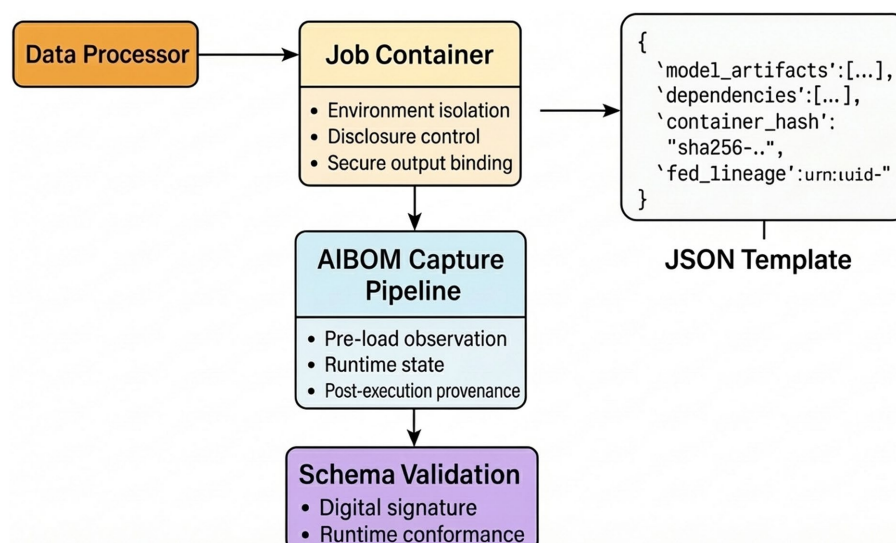 Data Processor
Job Container
• Environment isolation
• Disclosure control
• Secure output binding
{
`model_artifacts':[...],
`dependencies':[...],
`container_hash':
"sha256-..",
`fed_lineage':urn:uuid-"
}
JSON Template
AIBOM Capture
Pipeline
• Pre-load observation
• Runtime state
• Post-execution provenance
Schema Validation
• Digital signature
• Runtime conformance